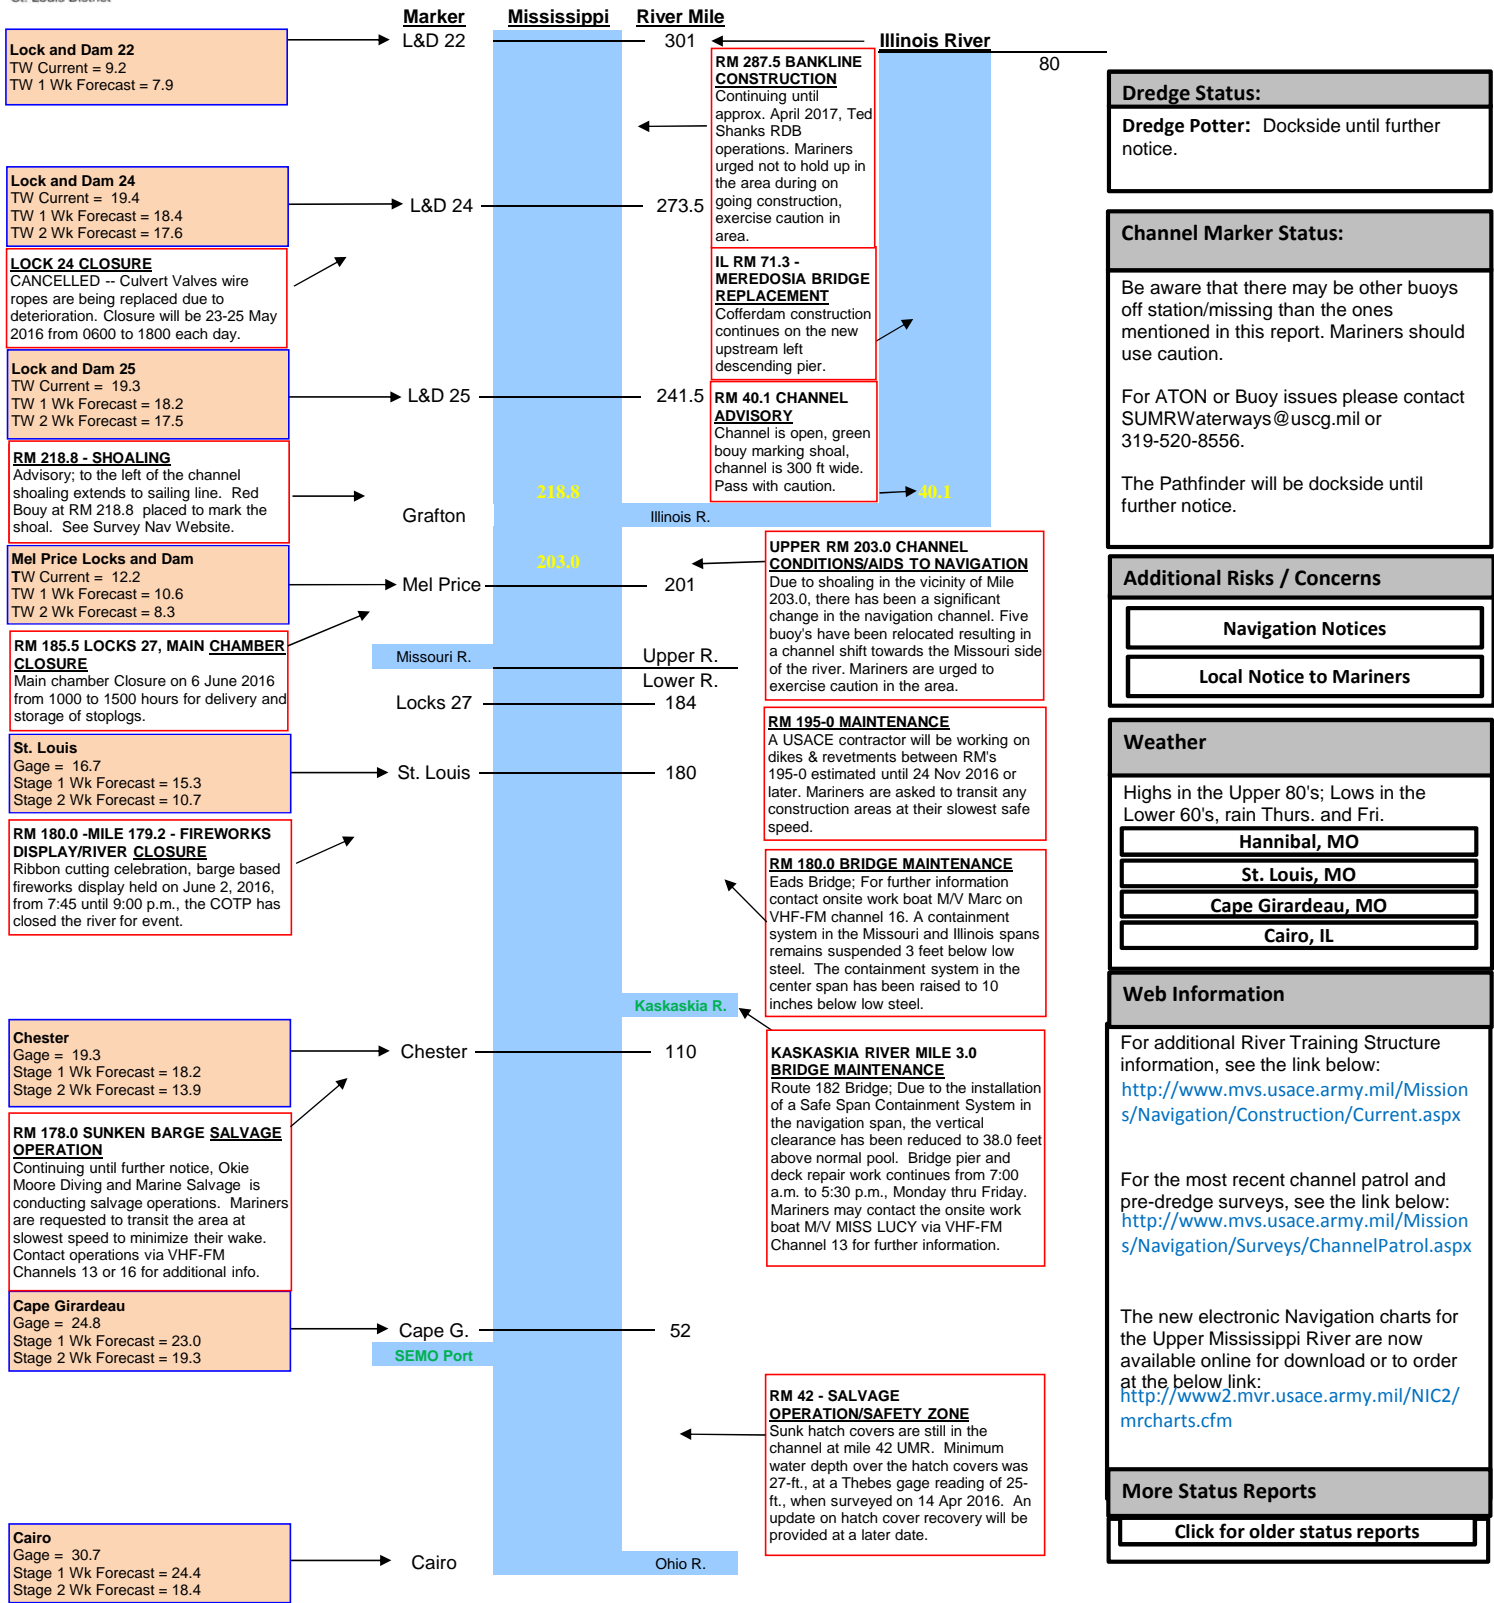 St. Louis District
Marker
Mississippi
River Mile
L&D 22
301
Illinois River
80
Lock and Dam 22
TW Current = 9.2
TW 1 Wk Forecast = 7.9
RM 287.5 BANKLINE
CONSTRUCTION
Continuing until
approx. April 2017, Ted
Shanks RDB
operations. Mariners
urged not to hold up in
the area during on
going construction,
exercise caution in
area.
Lock and Dam 24
TW Current =  19.4
TW 1 Wk Forecast = 18.4
TW 2 Wk Forecast = 17.6
L&D 24
273.5
LOCK 24 CLOSURE
CANCELLED -- Culvert Valves wire
ropes are being replaced due to
deterioration. Closure will be 23-25 May
2016 from 0600 to 1800 each day.
IL RM 71.3 -
MEREDOSIA BRIDGE
REPLACEMENT
Cofferdam construction
continues on the new
upstream left
descending pier.
Lock and Dam 25
TW Current =  19.3
TW 1 Wk Forecast = 18.2
TW 2 Wk Forecast = 17.5
L&D 25
241.5
RM 40.1 CHANNEL
ADVISORY
Channel is open, green
bouy marking shoal,
channel is 300 ft wide.
Pass with caution.
RM 218.8 - SHOALING
Advisory; to the left of the channel
shoaling extends to sailing line.  Red
Bouy at RM 218.8  placed to mark the
shoal.  See Survey Nav Website.
218.8
40.1
Grafton
Illinois R.
Mel Price Locks and Dam
TW Current =  12.2
TW 1 Wk Forecast = 10.6
TW 2 Wk Forecast = 8.3
203.0
Mel Price
201
UPPER RM 203.0 CHANNEL
CONDITIONS/AIDS TO NAVIGATION
Due to shoaling in the vicinity of Mile
203.0, there has been a significant
change in the navigation channel. Five
buoy's have been relocated resulting in
a channel shift towards the Missouri side
of the river. Mariners are urged to
exercise caution in the area.
RM 185.5 LOCKS 27, MAIN CHAMBER
CLOSURE
Main chamber Closure on 6 June 2016
from 1000 to 1500 hours for delivery and
storage of stoplogs.
Missouri R.
Upper R.
Lower R.
Locks 27
184
RM 195-0 MAINTENANCE
A USACE contractor will be working on
dikes & revetments between RM's
195-0 estimated until 24 Nov 2016 or
later. Mariners are asked to transit any
construction areas at their slowest safe
speed.
St. Louis
Gage =  16.7
Stage 1 Wk Forecast = 15.3
Stage 2 Wk Forecast = 10.7
St. Louis
180
RM 180.0 -MILE 179.2 - FIREWORKS
DISPLAY/RIVER CLOSURE
Ribbon cutting celebration, barge based
fireworks display held on June 2, 2016,
from 7:45 until 9:00 p.m., the COTP has
closed the river for event.
RM 180.0 BRIDGE MAINTENANCE
Eads Bridge; For further information
contact onsite work boat M/V Marc on
VHF-FM channel 16. A containment
system in the Missouri and Illinois spans
remains suspended 3 feet below low
steel.  The containment system in the
center span has been raised to 10
inches below low steel.
Kaskaskia R.
Chester
Gage =  19.3
Stage 1 Wk Forecast = 18.2
Stage 2 Wk Forecast = 13.9
Chester
110
KASKASKIA RIVER MILE 3.0
BRIDGE MAINTENANCE
Route 182 Bridge; Due to the installation
of a Safe Span Containment System in
the navigation span, the vertical
clearance has been reduced to 38.0 feet
above normal pool.  Bridge pier and
deck repair work continues from 7:00
a.m. to 5:30 p.m., Monday thru Friday.
Mariners may contact the onsite work
boat M/V MISS LUCY via VHF-FM
Channel 13 for further information.
RM 178.0 SUNKEN BARGE SALVAGE
OPERATION
Continuing until further notice, Okie
Moore Diving and Marine Salvage  is
conducting salvage operations.  Mariners
are requested to transit the area at
slowest speed to minimize their wake.
Contact operations via VHF-FM
Channels 13 or 16 for additional info.
Cape Girardeau
Gage =  24.8
Stage 1 Wk Forecast = 23.0
Stage 2 Wk Forecast = 19.3
Cape G.
52
SEMO Port
RM 42 - SALVAGE
OPERATION/SAFETY ZONE
Sunk hatch covers are still in the
channel at mile 42 UMR.  Minimum
water depth over the hatch covers was
27-ft., at a Thebes gage reading of 25-
ft., when surveyed on 14 Apr 2016.  An
update on hatch cover recovery will be
provided at a later date.
Cairo
Gage =  30.7
Stage 1 Wk Forecast = 24.4
Stage 2 Wk Forecast = 18.4
Cairo
Ohio R.
Dredge Status:
Dredge Potter:  Dockside until further
notice.
Channel Marker Status:
Be aware that there may be other buoys
off station/missing than the ones
mentioned in this report. Mariners should
use caution.
For ATON or Buoy issues please contact
SUMRWaterways@uscg.mil or
319-520-8556.
The Pathfinder will be dockside until
further notice.
Additional Risks / Concerns
Navigation Notices
Local Notice to Mariners
Weather
Highs in the Upper 80's; Lows in the
Lower 60's, rain Thurs. and Fri.
Hannibal, MO
St. Louis, MO
Cape Girardeau, MO
Cairo, IL
Web Information
For additional River Training Structure
information, see the link below:
http://www.mvs.usace.army.mil/Mission
s/Navigation/Construction/Current.aspx
For the most recent channel patrol and
pre-dredge surveys, see the link below:
http://www.mvs.usace.army.mil/Mission
s/Navigation/Surveys/ChannelPatrol.aspx
The new electronic Navigation charts for
the Upper Mississippi River are now
available online for download or to order
at the below link:
http://www2.mvr.usace.army.mil/NIC2/
mrcharts.cfm
More Status Reports
Click for older status reports